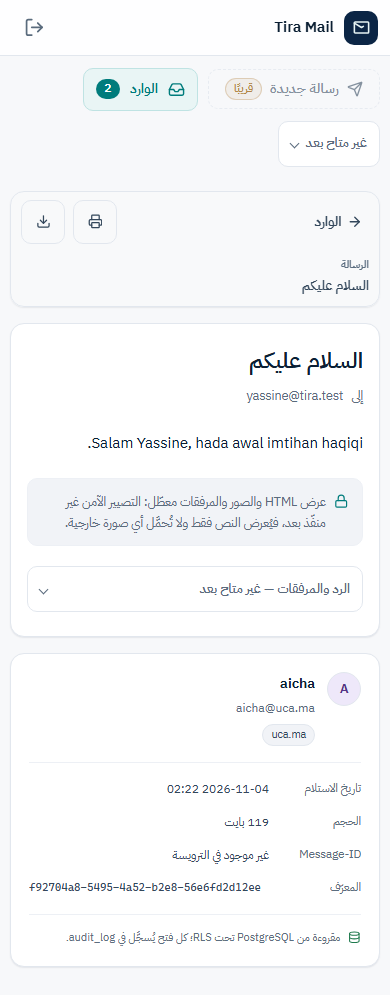 Tira Mail
رسالة جديدة قريبًا
الوارد 2
غير متاح بعد
الوارد
الرسالة
السلام عليكم
السلام عليكم
إلى yassine@tira.test
Salam Yassine, hada awal imtihan haqiqi.
عرض HTML والصور والمرفقات معطّل: التصيير الآمن غير
منفّذ بعد، فيُعرض النص فقط ولا تُحمَّل أي صورة خارجية.
الرد والمرفقات — غير متاح بعد
A
aicha
aicha@uca.ma
uca.ma
تاريخ الاستلام 2026-11-04 02:22
الحجم 119 بايت
Message-ID غير موجود في الترويسة
المعرّف f92704a8-5495-4a52-b2e8-56e6fd2d12ee
مقروءة من PostgreSQL تحت RLS؛ كل فتح يُسجَّل في audit_log.